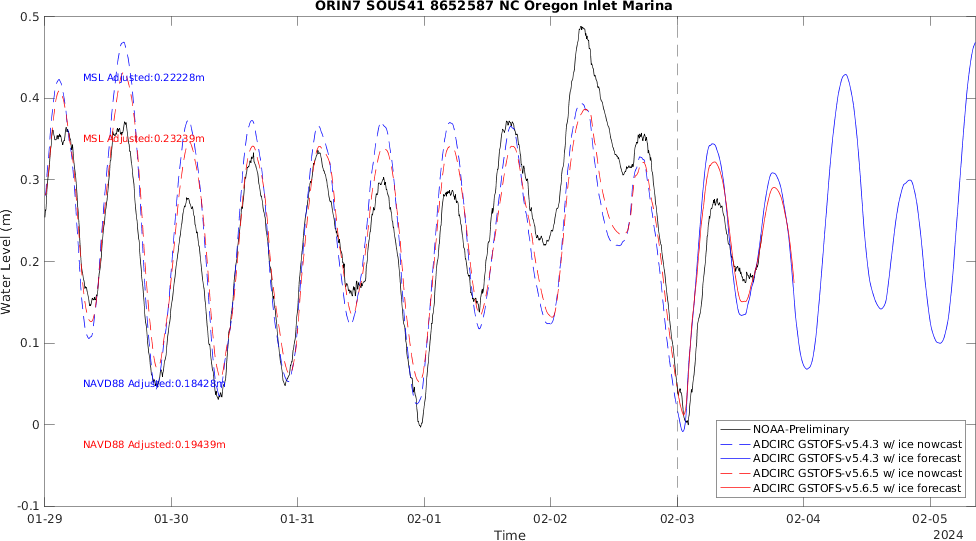 ORIN7 SOUS41 8652587 NC Oregon Inlet Marina
0.5
0.4
0.3
0.2
0.1
0
-0.1
Water Level (m)
MSL Adjusted:0.22228m
MSL Adjusted:0.23239m
NAVD88 Adjusted:0.18428m
NAVD88 Adjusted:0.19439m
NOAA-Preliminary
ADCIRC GSTOFS-v5.4.3 w/ ice nowcast
ADCIRC GSTOFS-v5.4.3 w/ ice forecast
ADCIRC GSTOFS-v5.6.5 w/ ice nowcast
ADCIRC GSTOFS-v5.6.5 w/ ice forecast
01-29 01-30 01-31 02-01 02-02 02-03 02-04 02-05
Time
2024